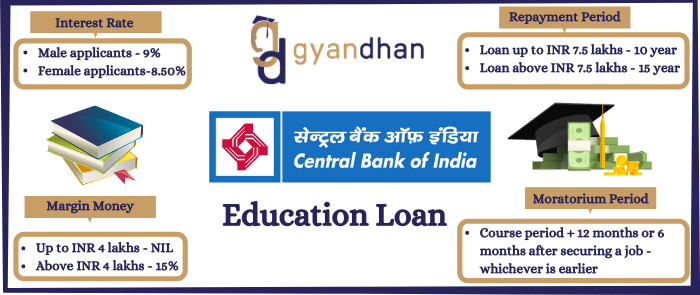 Interest Rate
• Male applicants - 9%
• Female applicants-8.50%
gyandhan
Repayment Period
• Loan up to INR 7.5 lakhs - 10 year
• Loan above INR 7.5 lakhs - 15 year
सेन्ट्रल बैंक ऑफ़ इंडिया
Central Bank of India
Margin Money
• Up to INR 4 lakhs - NIL
• Above INR 4 lakhs - 15%
Education Loan
Moratorium Period
• Course period + 12 months or 6
months after securing a job -
whichever is earlier